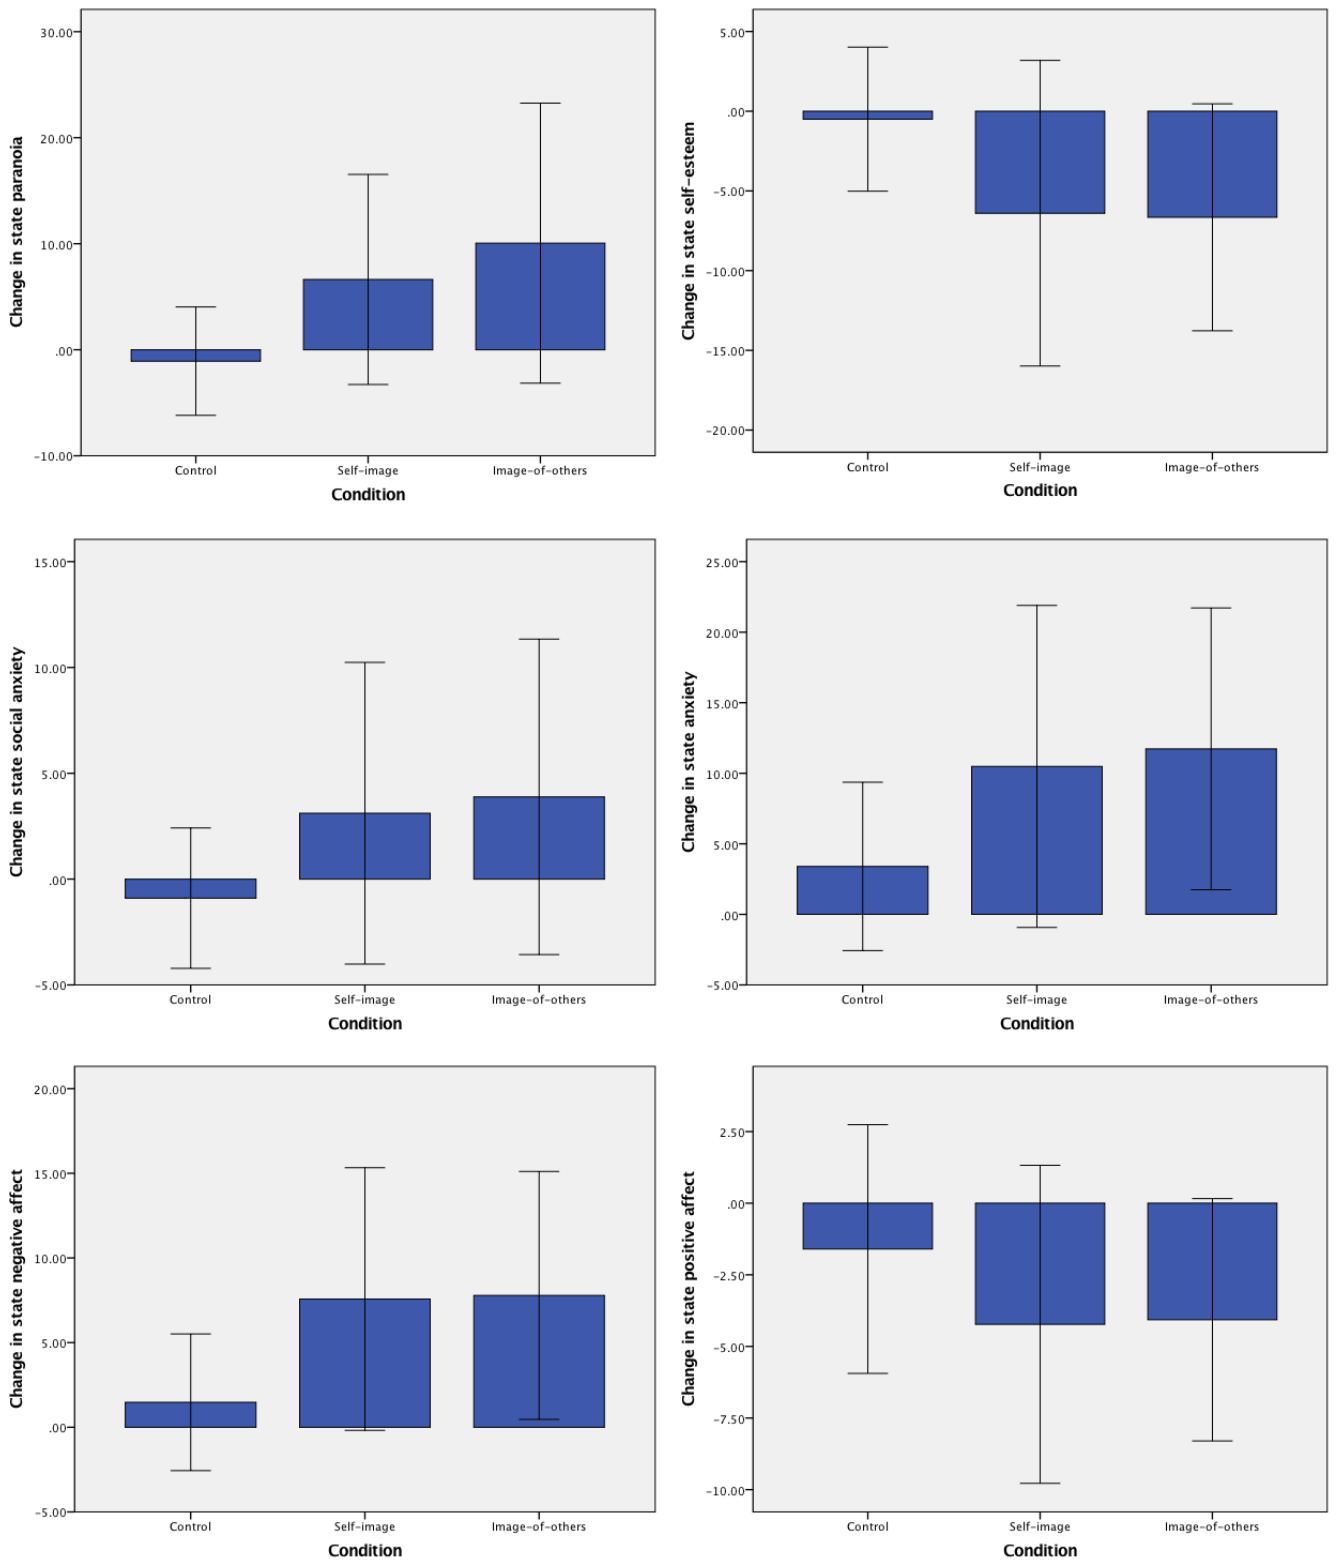 Change in state paranoia
30.00
20.00
10.00
.00
-10.00
Control Self-image Image-of-others
Condition
Change in state self-esteem
5.00
.00
-5.00
-10.00
-15.00
-20.00
Control Self-image Image-of-others
Condition
Change in state social anxiety
15.00
10.00
5.00
.00
-5.00
Control Self-image Image-of-others
Condition
Change in state anxiety
25.00
20.00
15.00
10.00
5.00
.00
-5.00
Control Self-image Image-of-others
Condition
Change in state negative affect
20.00
15.00
10.00
5.00
.00
-5.00
Control Self-image Image-of-others
Condition
Change in state positive affect
2.50
.00
-2.50
-5.00
-7.50
-10.00
Control Self-image Image-of-others
Condition